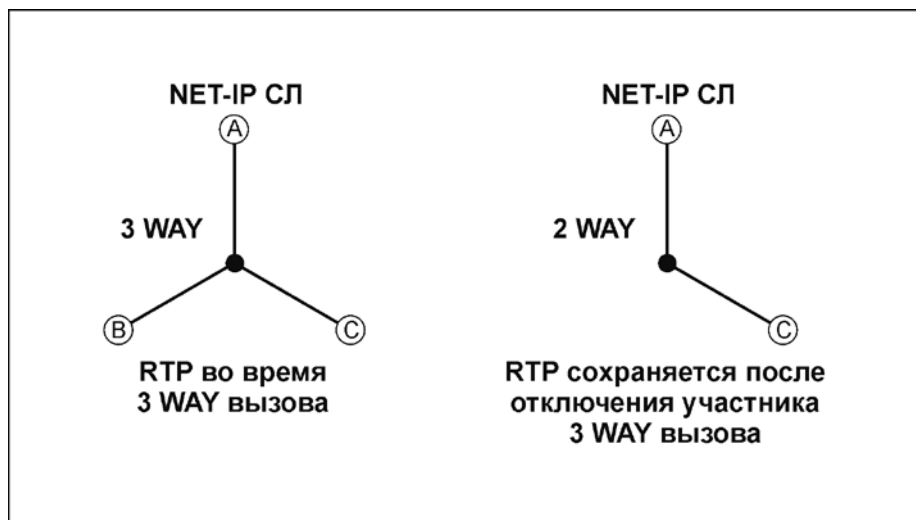 NET-IP СЛ
A
3 WAY
B
C
RTP во время
3 WAY вызова
NET-IP СЛ
A
2 WAY
C
RTP сохраняется после
отключения участника
3 WAY вызова